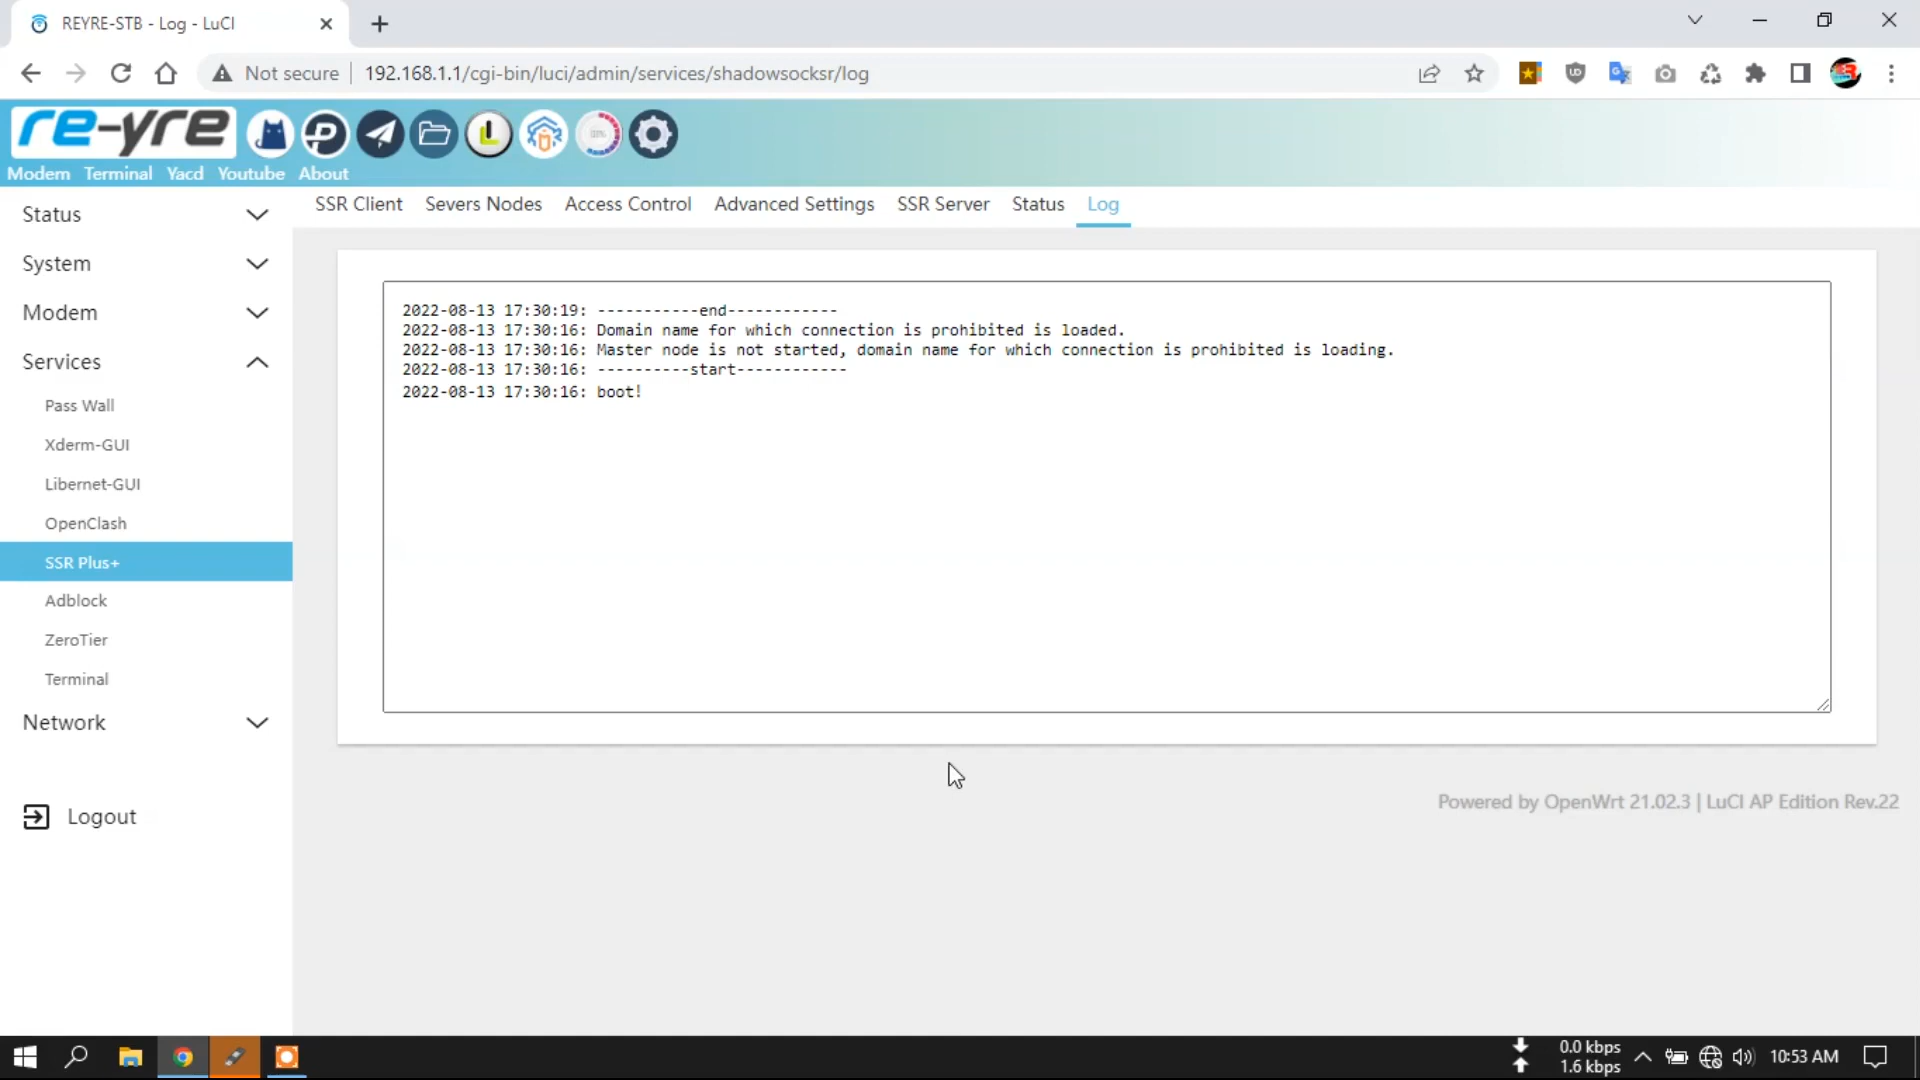 REYRE-STB - Log - LuCI
Not secure
192.168.1.1/cgi-bin/luci/admin/services/shadowsocksr/log
re-yre
Modem Terminal Yacd Youtube About
SSR Client Severs Nodes Access Control Advanced Settings SSR Server Status Log
Status
System
Modem
Services
Pass Wall
Xderm-GUI
Libernet-GUI
OpenClash
SSR Plus+
Adblock
ZeroTier
Terminal
Network
Logout
2022-08-13 17:30:19: -----------end------------
2022-08-13 17:30:16: Domain name for which connection is prohibited is loaded.
2022-08-13 17:30:16: Master node is not started, domain name for which connection is prohibited is loading.
2022-08-13 17:30:16: ----------start------------
2022-08-13 17:30:16: boot!
Powered by OpenWrt 21.02.3 | LuCI AP Edition Rev.22
0.0 kbps
1.6 kbps
10:53 AM